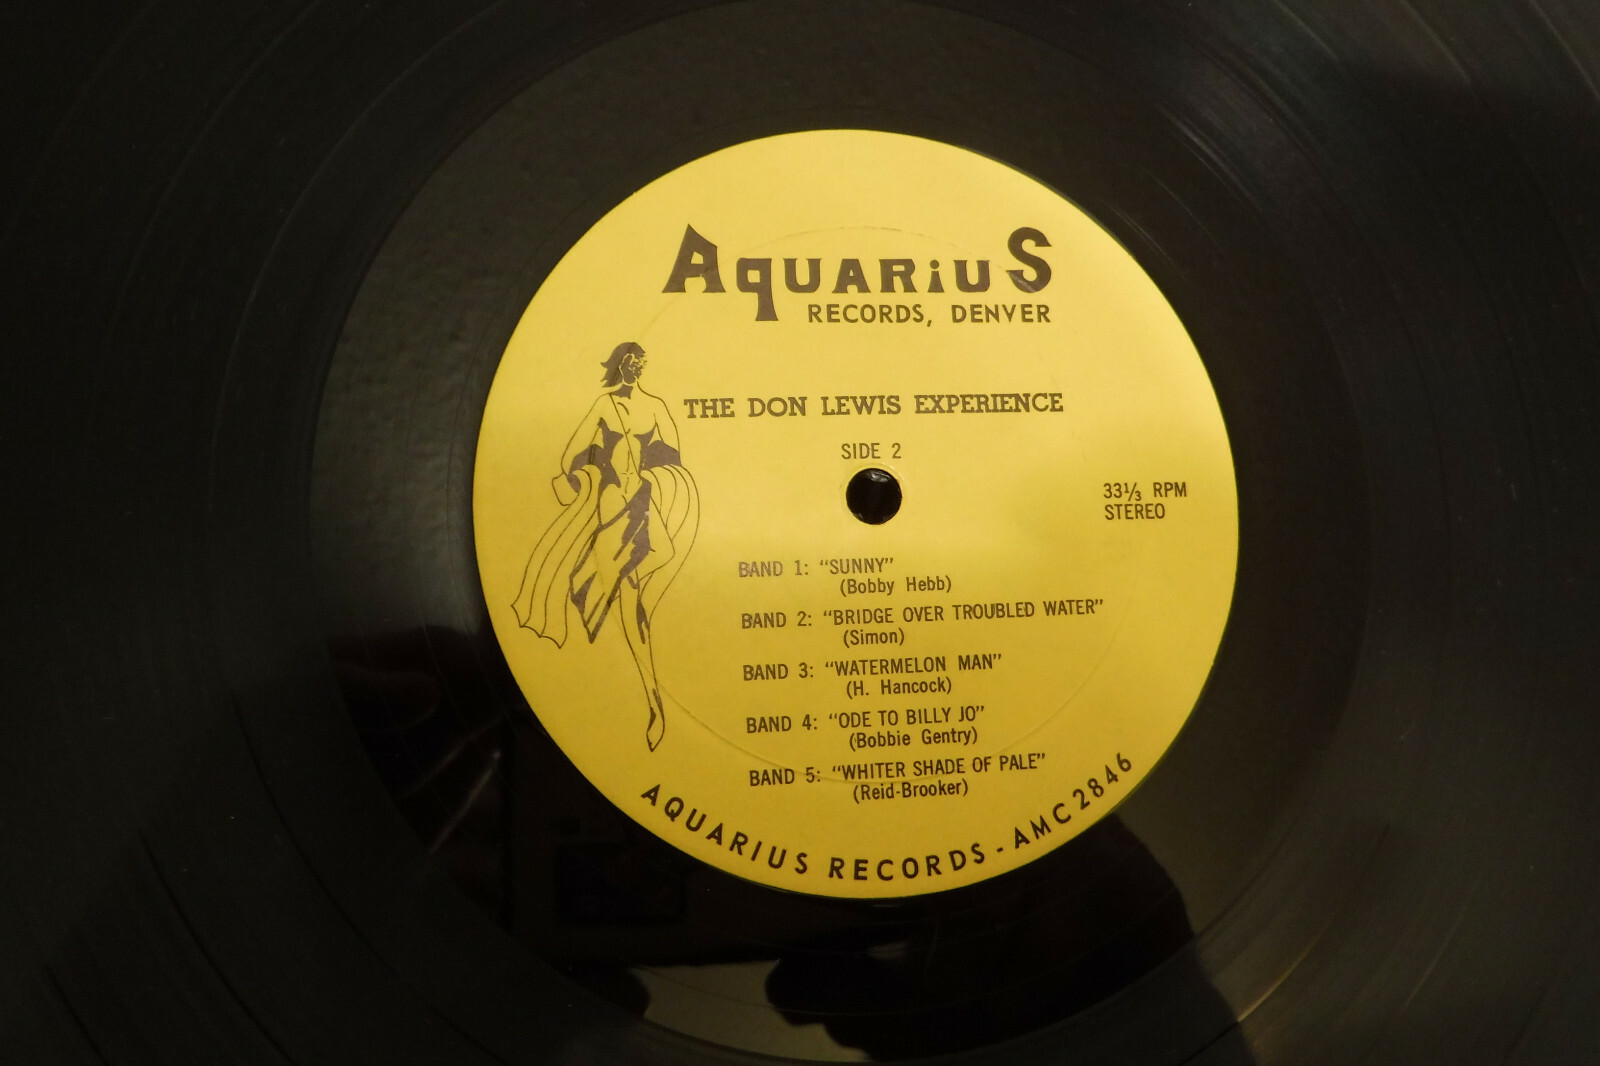 AQUARiUS
RECORDS, DENVER
THE DON LEWIS EXPERIENCE
SIDE 2
33⅓ RPM
STEREO
BAND 1: "SUNNY"
(Bobby Hebb)
BAND 2: "BRIDGE OVER TROUBLED WATER"
(Simon)
BAND 3: "WATERMELON MAN"
(H. Hancock)
BAND 4: "ODE TO BILLY JO"
(Bobbie Gentry)
BAND 5: "WHITER SHADE OF PALE"
(Reid-Brooker)
AQUARIUS RECORDS - AMC2846